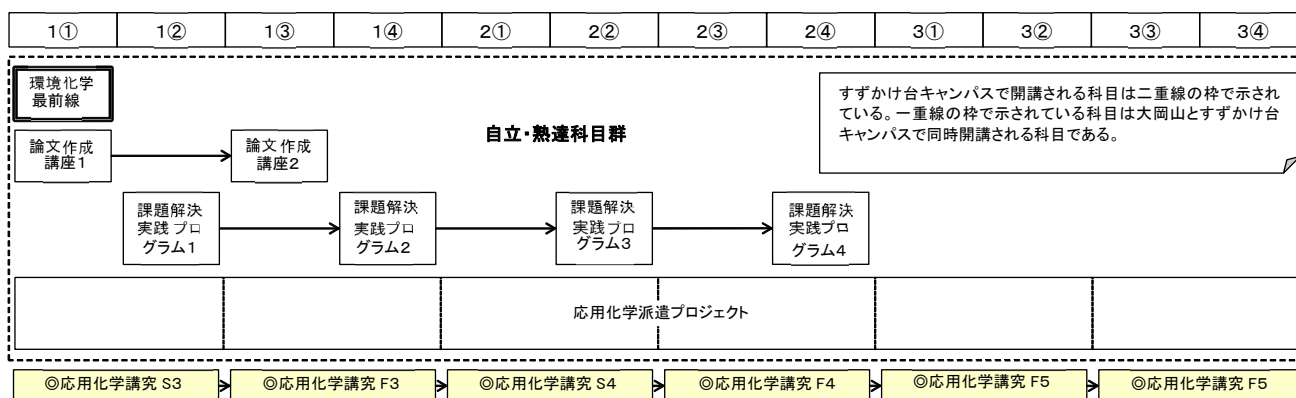 1① 1② 1③ 1④ 2① 2② 2③ 2④ 3① 3② 3③ 3④
環境化学
最前線
すずかけ台キャンパスで開講される科目は二重線の枠で示され
ている。一重線の枠で示されている科目は大岡山とすずかけ台
キャンパスで同時開講される科目である。
自立・熟達科目群
論文作成
講座1
論文作成
講座2
課題解決
実践プロ
グラム1
課題解決
実践プロ
グラム2
課題解決
実践プロ
グラム3
課題解決
実践プロ
グラム4
応用化学派遣プロジェクト
◎応用化学講究 S3
◎応用化学講究 F3
◎応用化学講究 S4
◎応用化学講究 F4
◎応用化学講究 F5
◎応用化学講究 F5